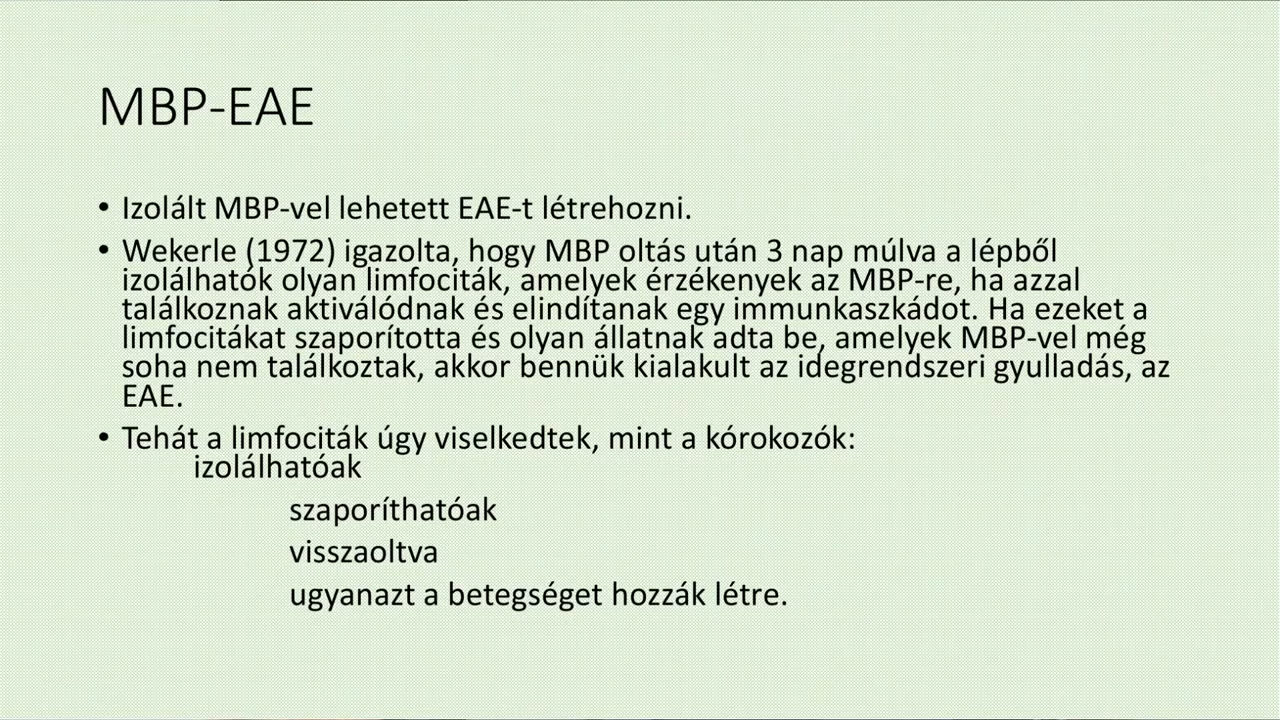 MBP-EAE
• Izolált MBP-vel lehetett EAE-t létrehozni.
• Wekerle (1972) igazolta, hogy MBP oltás után 3 nap múlva a lépből
izolálhatók olyan limfociták, amelyek érzékenyek az MBP-re, ha azzal
találkoznak aktiválódnak és elindítanak egy immunkaszkádot. Ha ezeket a
limfocitákat szaporította és olyan állatnak adta be, amelyek MBP-vel még
soha nem találkoztak, akkor bennük kialakult az idegrendszeri gyulladás, az
EAE.
• Tehát a limfociták úgy viselkedtek, mint a kórokozók:
izolálhatóak
szaporíthatóak
visszaoltva
ugyanazt a betegséget hozzák létre.